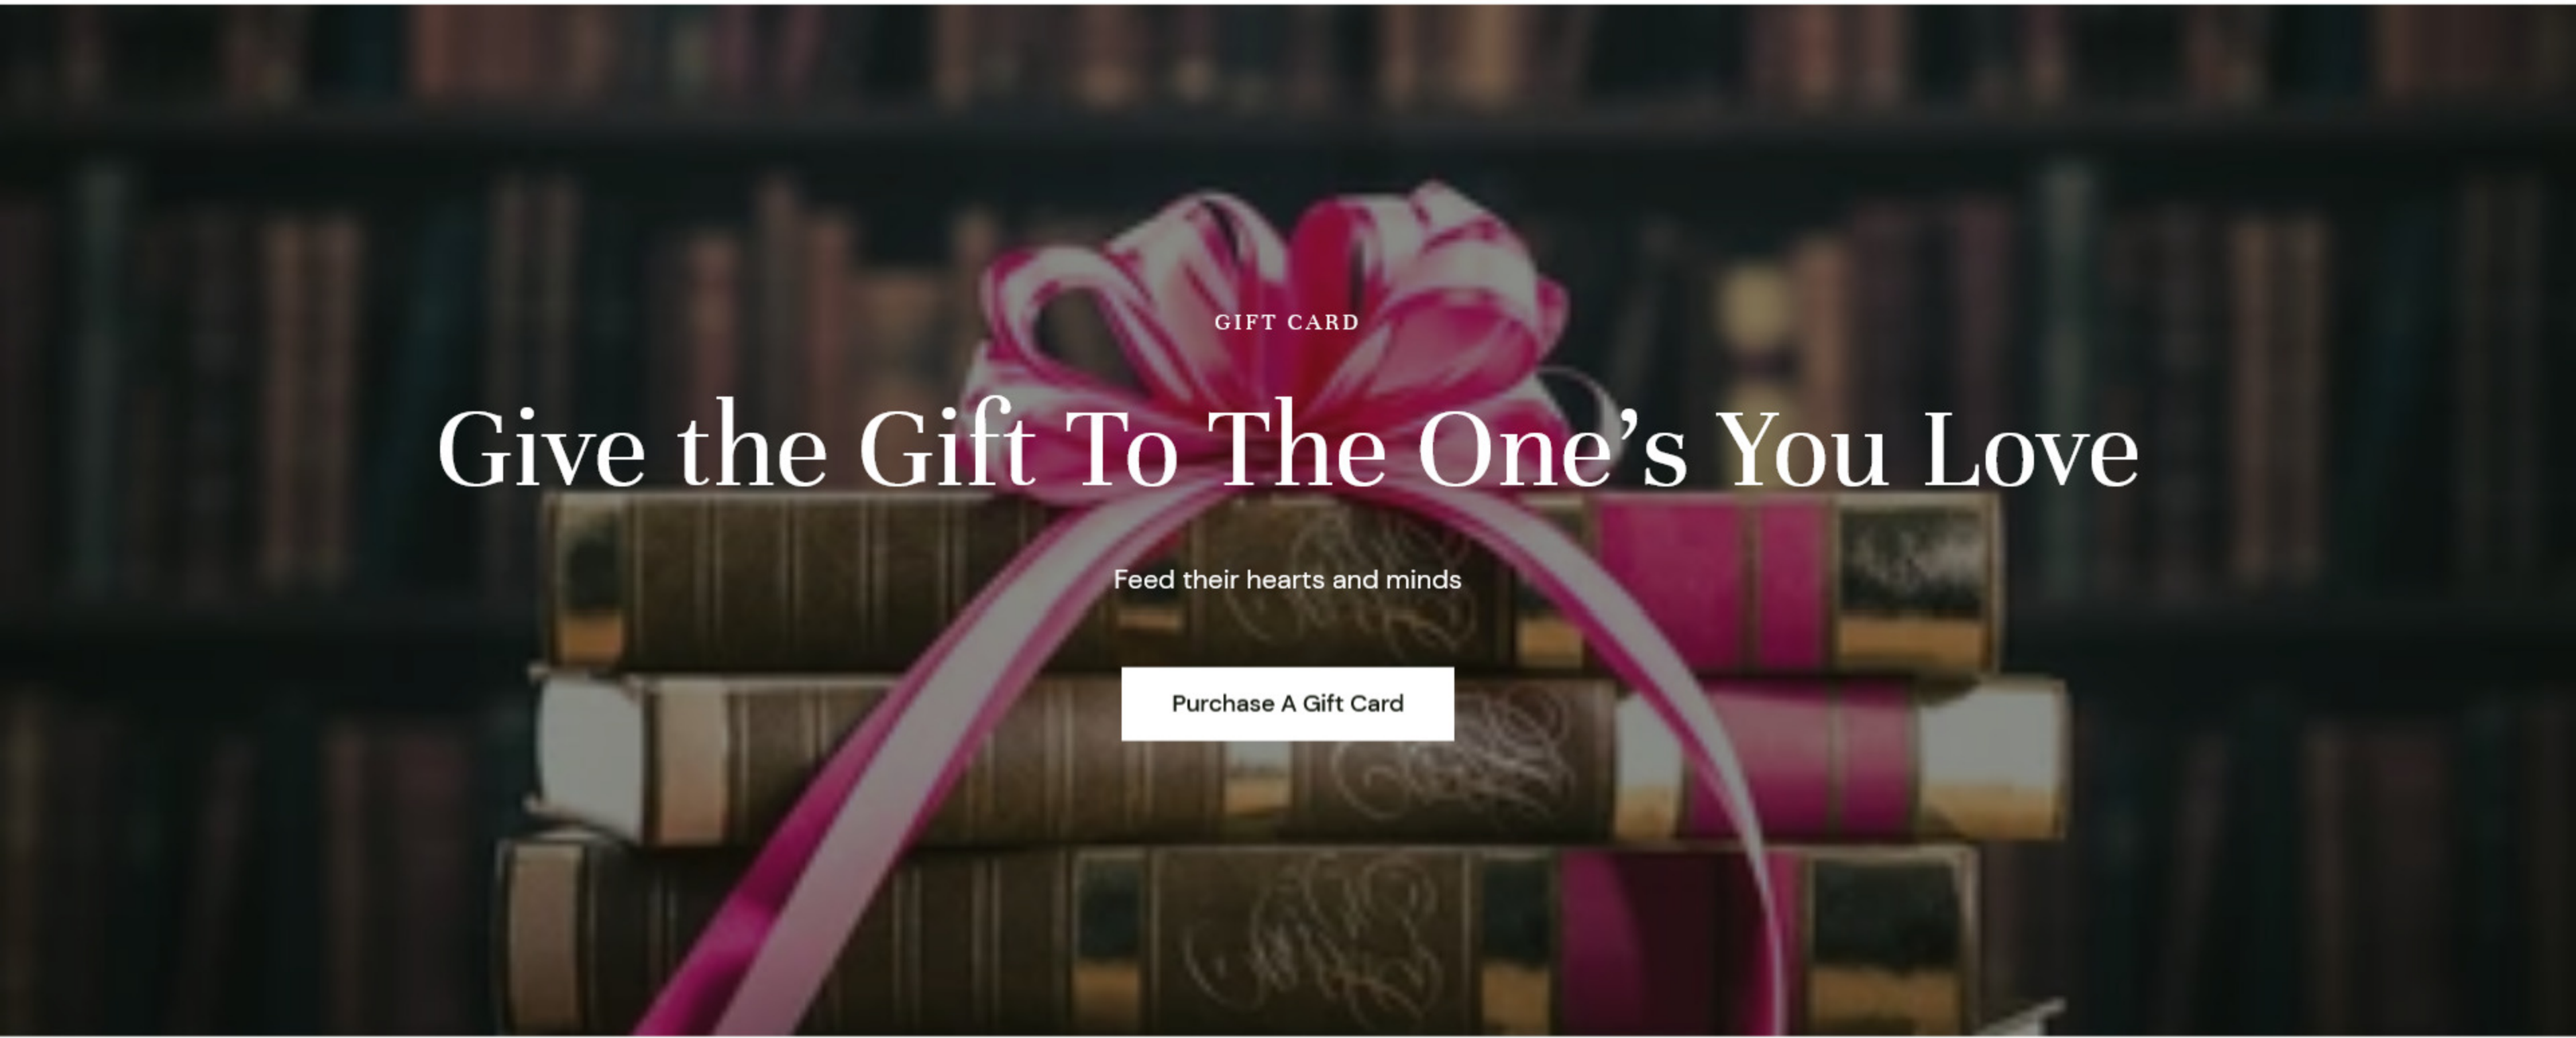 GIFT CARD
Give the Gift To The One’s You Love
Feed their hearts and minds
Purchase A Gift Card